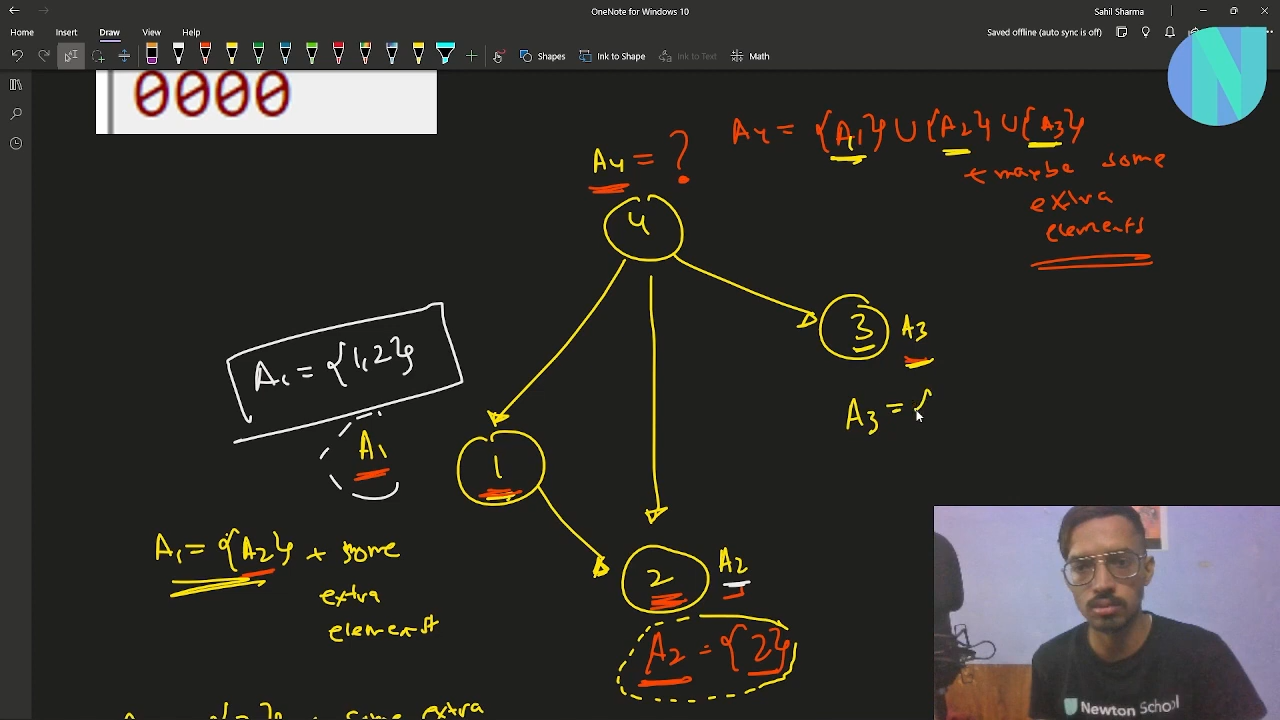 OneNote for Windows 10
Sahil Sharma
Home Insert Draw View Help
Saved offline (auto sync is off)
Shapes Ink to Shape Ink to Text Math
0000
A4 = ?
A4 = {A1} ∪ {A2} ∪ {A3}
+ maybe some
extra
elements
4
3 A3
A3 = {
A1 = {1,2}
A1
1
A1 = {A2} + some
extra
element
2 A2
A2 = {2}
some extra
Newton School